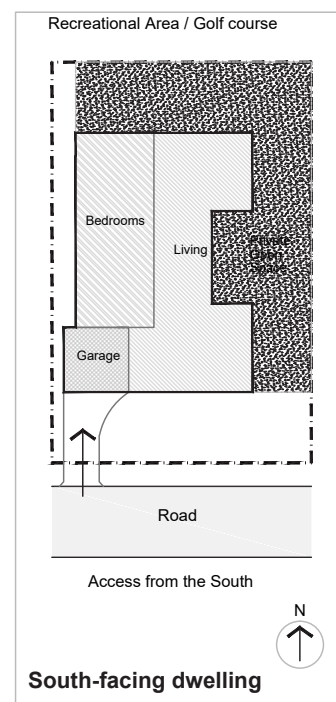 Recreational Area / Golf course
Bedrooms
Living
Private
Open
Space
Garage
Road
Access from the South
N
South-facing dwelling